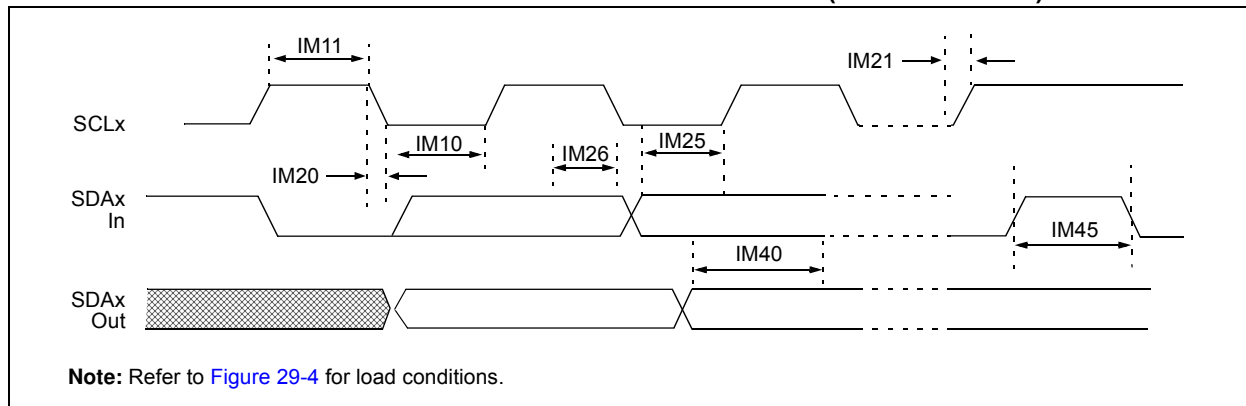 IM11
IM21
SCLx
IM10
IM26
IM25
IM20
SDAx
In
IM45
IM40
SDAx
Out
Note: Refer to Figure 29-4 for load conditions.